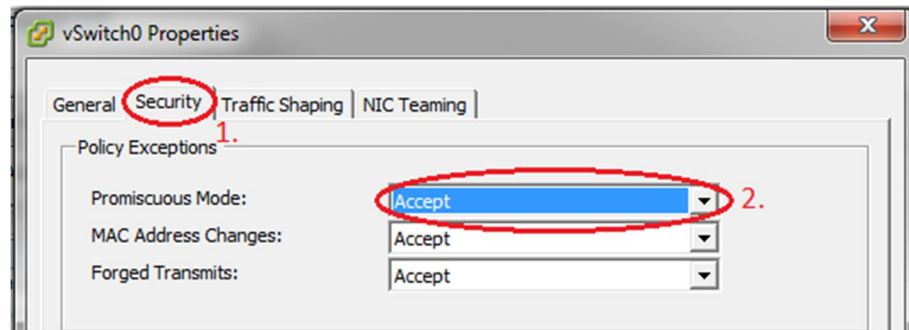 vSwitch0 Properties
General Security Traffic Shaping NIC Teaming
1.
Policy Exceptions
Promiscuous Mode: Accept 2.
MAC Address Changes: Accept
Forged Transmits: Accept